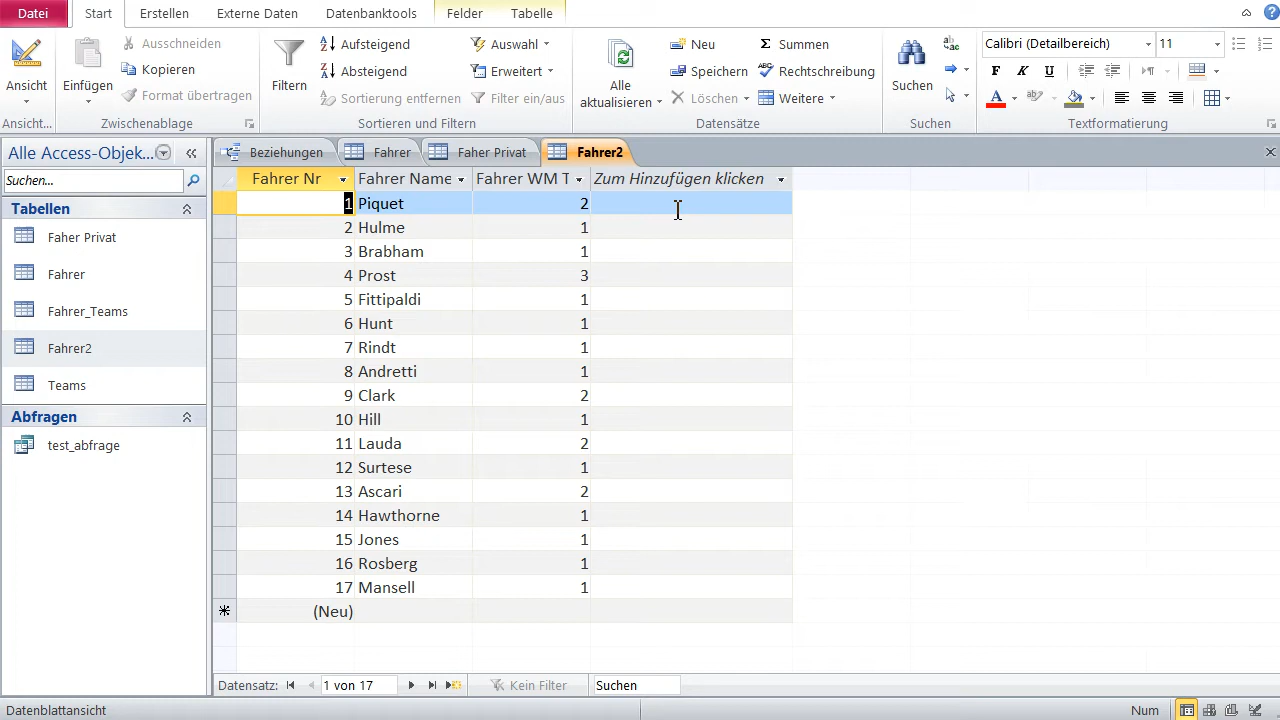 Datei Start Erstellen Externe Daten Datenbanktools Felder Tabelle
Ansicht
Ansicht...
Einfügen
Ausschneiden
Kopieren
Format übertragen
Zwischenablage
Filtern
Aufsteigend
Absteigend
Sortierung entfernen
Auswahl
Erweitert
Filter ein/aus
Sortieren und Filtern
Alle
aktualisieren
Neu
Speichern
Löschen
Summen
Rechtschreibung
Weitere
Datensätze
Suchen
Suchen
Calibri (Detailbereich) 11
F K U
Textformatierung
Alle Access-Objek...
Suchen...
Tabellen
Faher Privat
Fahrer
Fahrer_Teams
Fahrer2
Teams
Abfragen
test_abfrage
Beziehungen Fahrer Faher Privat Fahrer2
Fahrer Nr Fahrer Name Fahrer WM T Zum Hinzufügen klicken
1 Piquet 2
2 Hulme 1
3 Brabham 1
4 Prost 3
5 Fittipaldi 1
6 Hunt 1
7 Rindt 1
8 Andretti 1
9 Clark 2
10 Hill 1
11 Lauda 2
12 Surtese 1
13 Ascari 2
14 Hawthorne 1
15 Jones 1
16 Rosberg 1
17 Mansell 1
(Neu)
Datensatz: 1 von 17 Kein Filter Suchen
Datenblattansicht Num